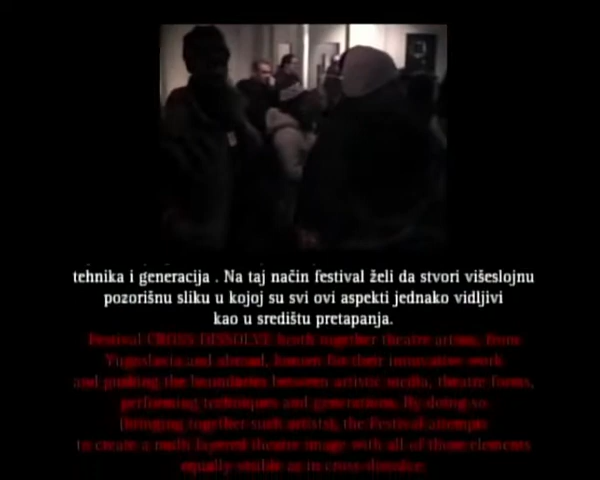 tehnika i generacija . Na taj način festival želi da stvori višeslojnu
pozorišnu sliku u kojoj su svi ovi aspekti jednako vidljivi
kao u središtu pretapanja.
Festival CROSS DISSOLVE together theatre artists, from
Yugoslavia and abroad, known for their innovative work
and pushing the boundaries between artistic media, theatre forms,
performing techniques and generations. By doing so
(bringing together such artists), the Festival attempts
to create a multi layered theatre image with all of those elements
equally visible as in cross-dissolve